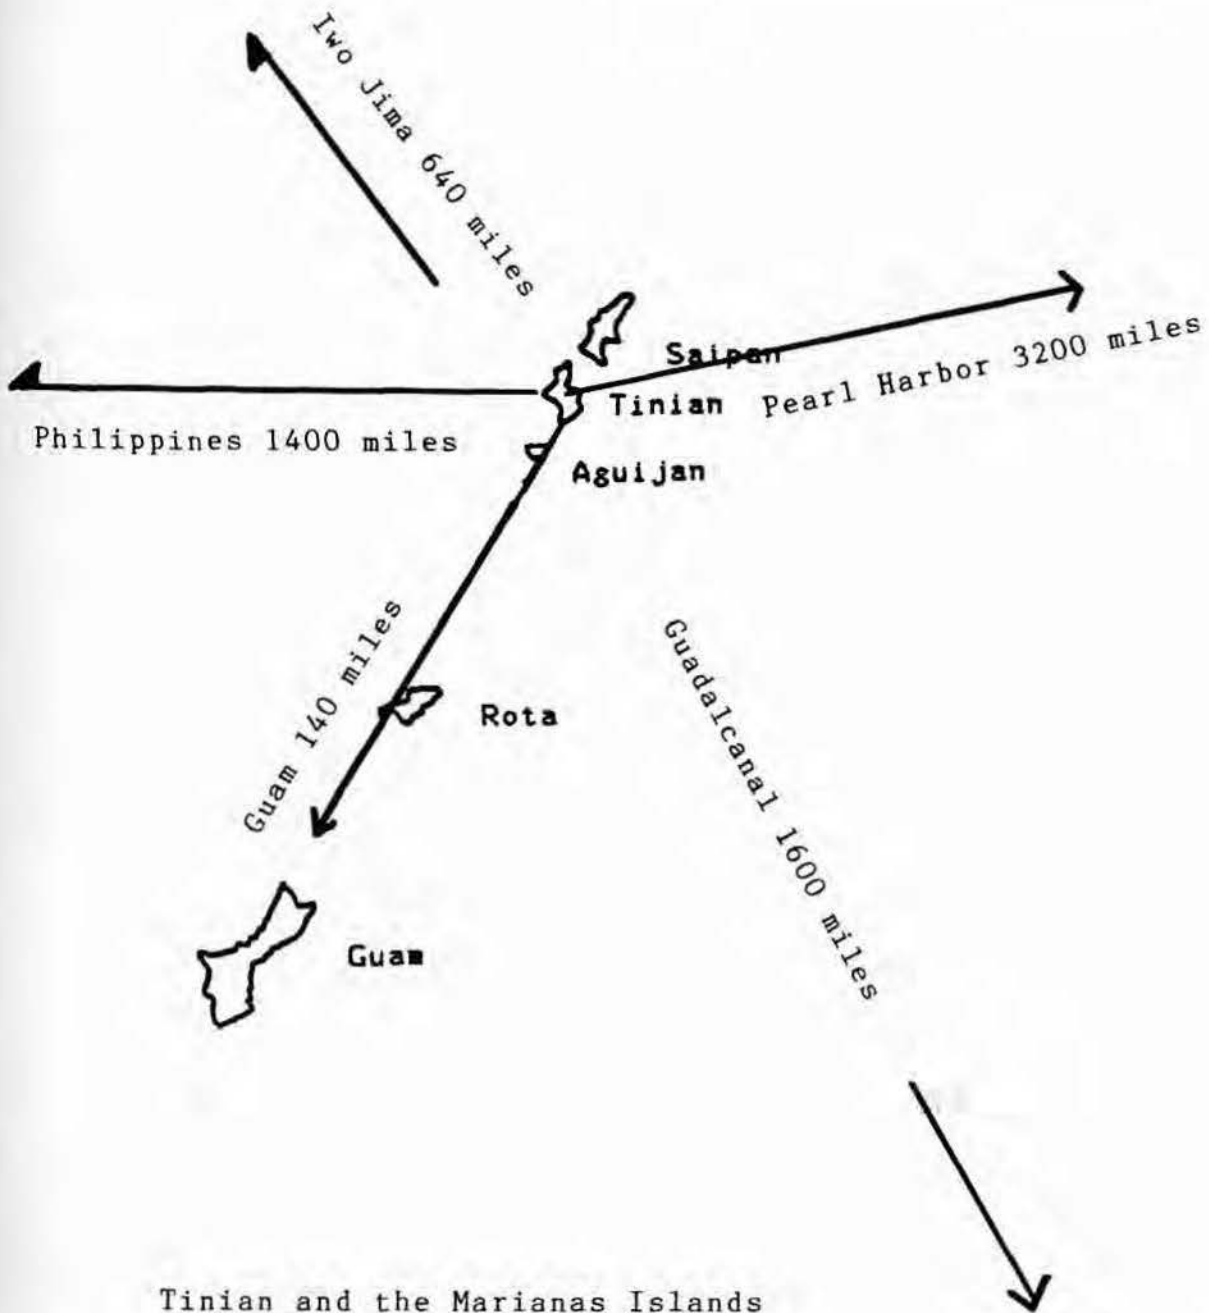 Iwo Jima 640 miles
Saipan
Pearl Harbor 3200 miles
Tinian
Philippines 1400 miles
Aguijan
Guam 140 miles
Rota
Guadalcanal 1600 miles
Guam
Tinian and the Marianas Islands